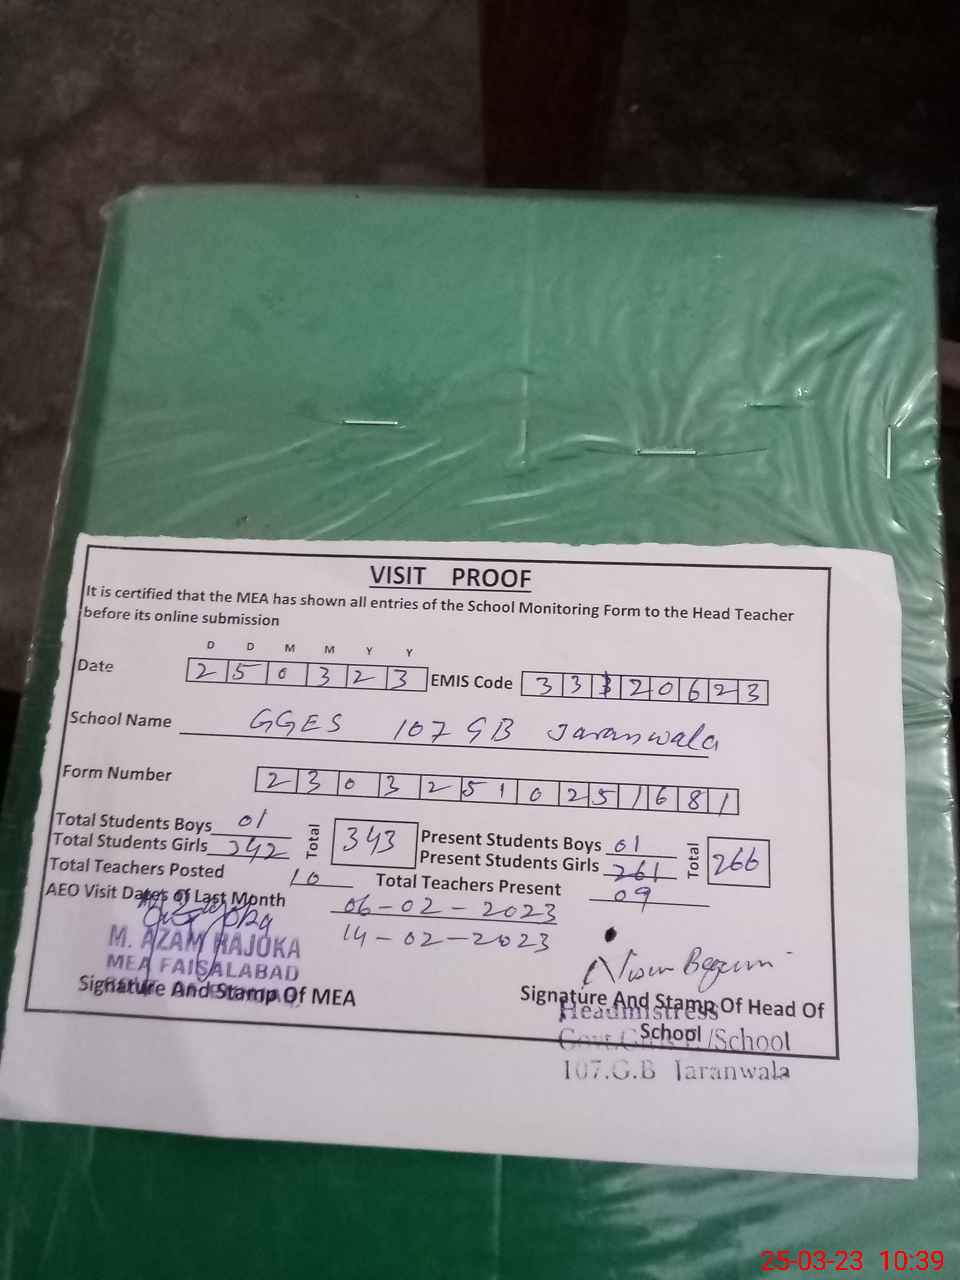 VISIT PROOF
It is certified that the MEA has shown all entries of the School Monitoring Form to the Head Teacher
before its online submission
D D M M Y Y
Date 2 5 0 3 2 3 EMIS Code 3 3 1 2 0 6 2 3
School Name GGES 107 GB Jaranwala
Form Number 2 3 0 3 2 5 1 0 2 5 1 6 8 1
Total Students Boys 01 Total 343 Present Students Boys 01 Total 266
Total Students Girls 342 Present Students Girls 261
Total Teachers Posted 10 Total Teachers Present 09
AEO Visit Dates of Last Month 06-02-2023
14-02-2023
M. AZAM RAJOKA
MEA FAISALABAD
Signature And Stamp Of MEA
Begum
Signature And Stamp Of Head Of
School
Headmistress
Govt. Girls E/School
107.G.B Jaranwala
25-03-23 10:39